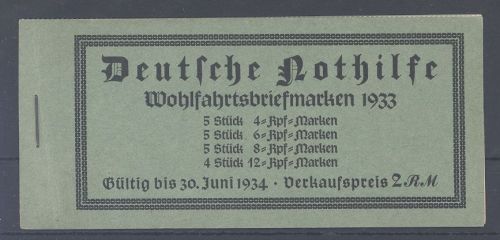 Deutsche Nothilfe
Wohlfahrtsbriefmarken 1933
5 Stück 4=Rpf=Marken
5 Stück 6=Rpf=Marken
5 Stück 8=Rpf=Marken
4 Stück 12=Rpf=Marken
Gültig bis 30. Juni 1934 · Verkaufspreis 2 RM